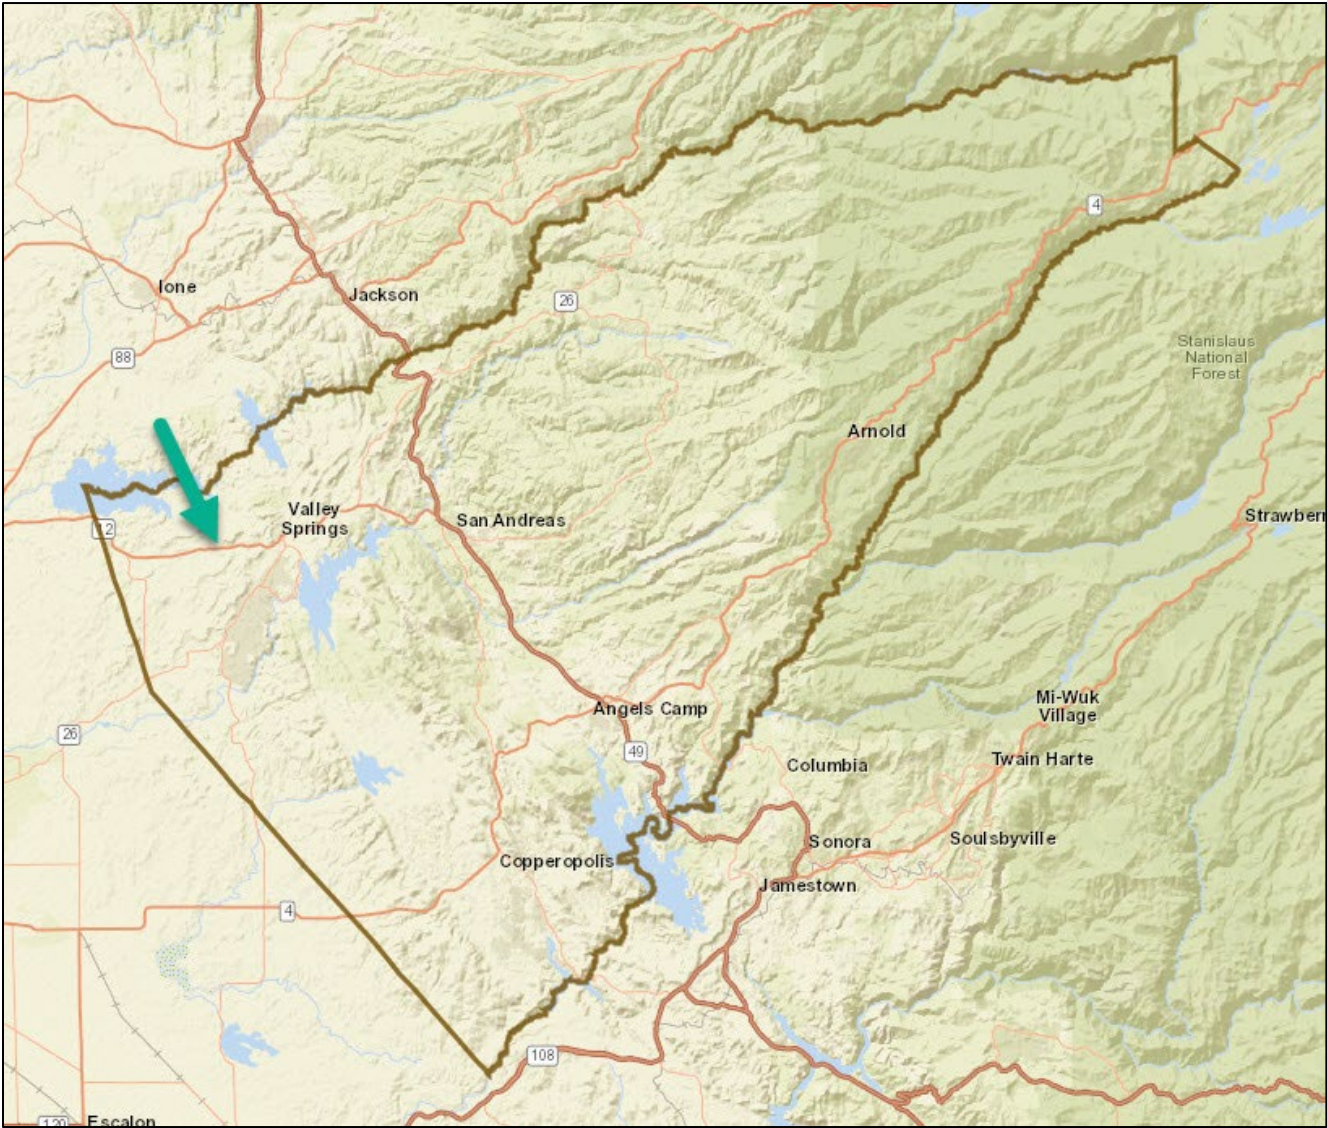 4
Ione
Jackson
26
88
Stanislaus
National
Forest
Arnold
Valley
Springs
San Andreas
Strawberr
12
Mi-Wuk
Village
Angels Camp
26
49
Columbia
Twain Harte
Sonora
Soulsbyville
Copperopolis
Jamestown
4
108
120
Escalon